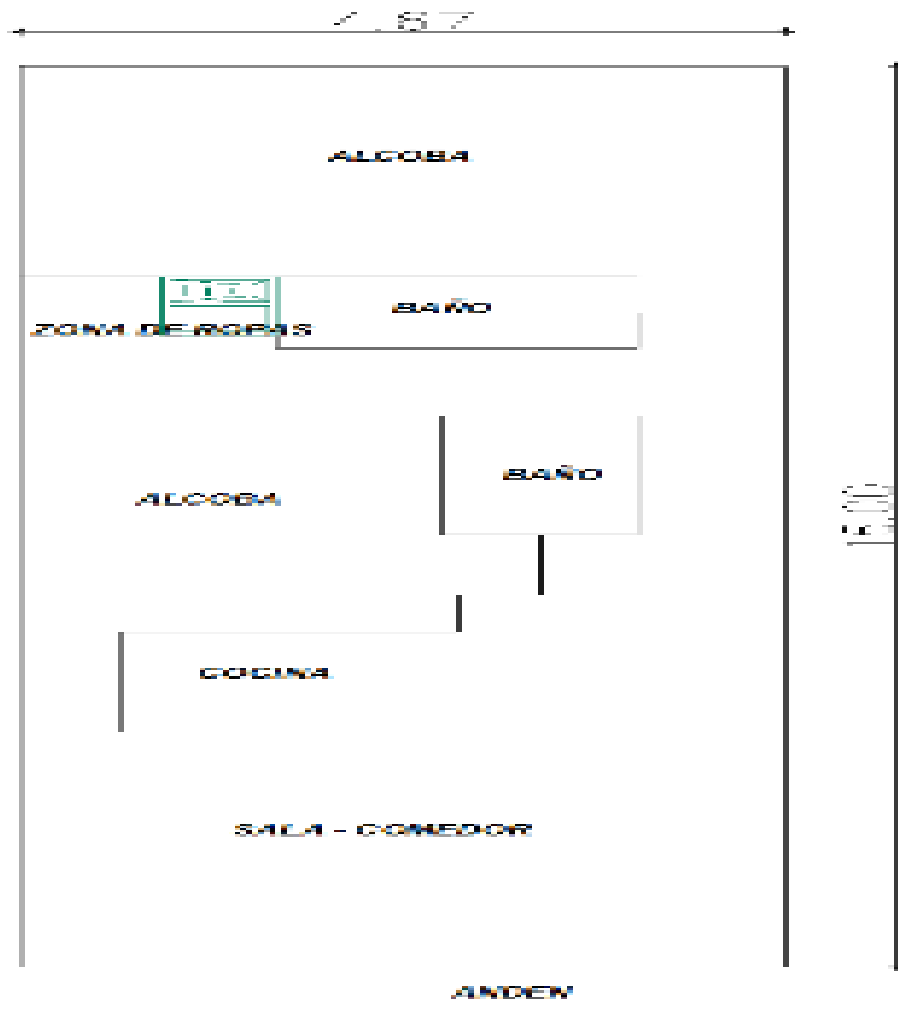 ALCOBA
BAÑO
ZONA DE ROPAS
BAÑO
ALCOBA
COCINA
SALA - COMEDOR
ANDEN